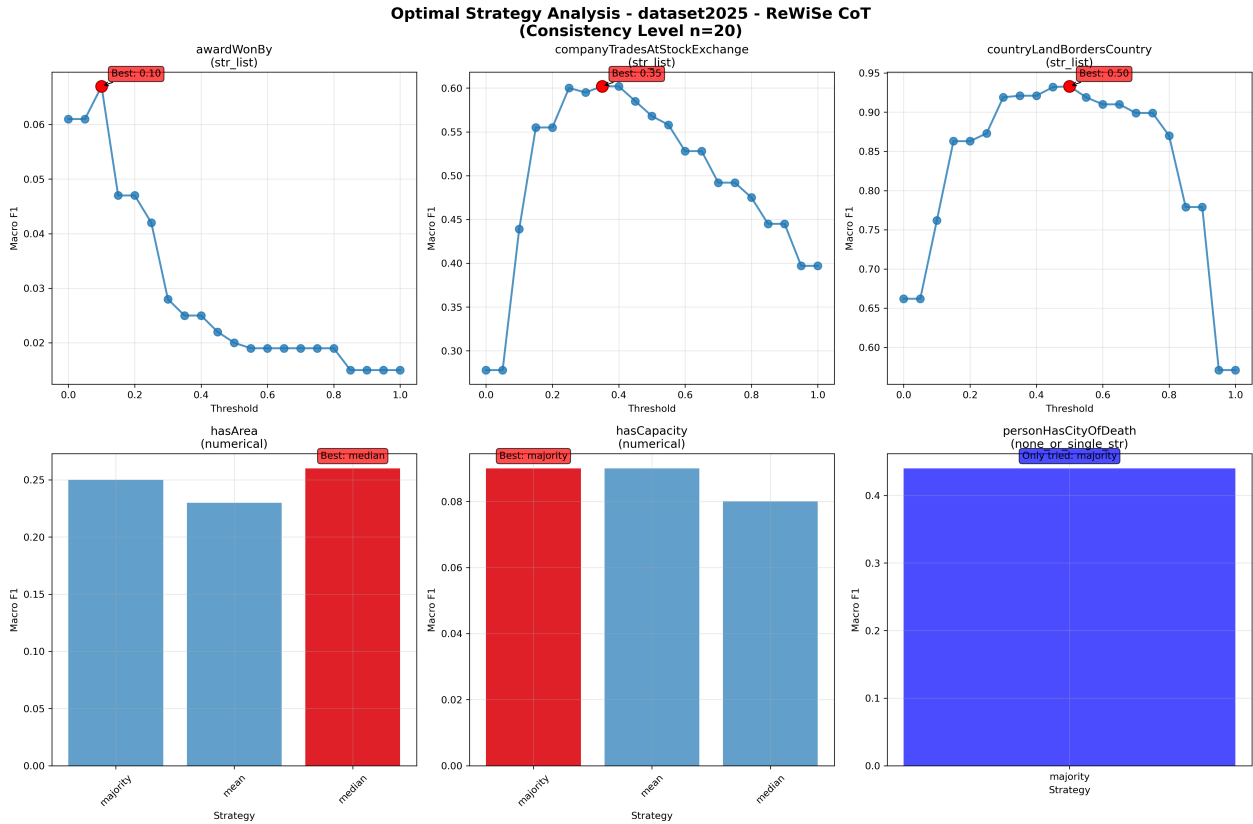 Optimal Strategy Analysis - dataset2025 - ReWiSe CoT
(Consistency Level n=20)
awardWonBy
(str_list)
Best: 0.10
0.06
0.05
0.04
0.03
0.02
Macro F1
0.0 0.2 0.4 0.6 0.8 1.0
Threshold
companyTradesAtStockExchange
(str_list)
Best: 0.35
0.60
0.55
0.50
0.45
0.40
0.35
0.30
Macro F1
0.0 0.2 0.4 0.6 0.8 1.0
Threshold
countryLandBordersCountry
(str_list)
Best: 0.50
0.95
0.90
0.85
0.80
0.75
0.70
0.65
0.60
Macro F1
0.0 0.2 0.4 0.6 0.8 1.0
Threshold
hasArea
(numerical)
Best: median
0.25
0.20
0.15
0.10
0.05
0.00
Macro F1
majority mean median
Strategy
hasCapacity
(numerical)
Best: majority
0.08
0.06
0.04
0.02
0.00
Macro F1
majority mean median
Strategy
personHasCityOfDeath
(none_or_single_str)
Only tried: majority
0.4
0.3
0.2
0.1
0.0
Macro F1
majority
Strategy